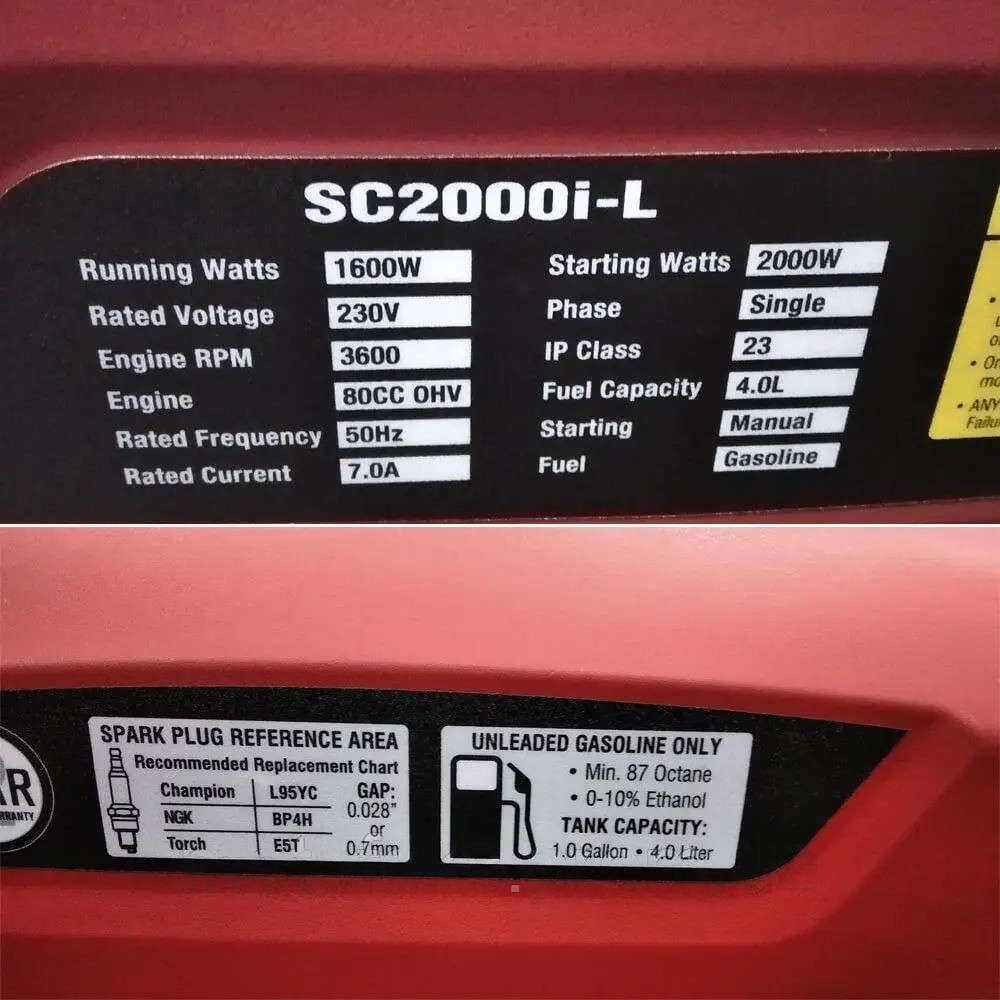 SC2000i-L
Running Watts 1600W Starting Watts 2000W
Rated Voltage 230V Phase Single
Engine RPM 3600 IP Class 23
Engine 80CC OHV Fuel Capacity 4.0L
Rated Frequency 50Hz Starting Manual
Rated Current 7.0A Fuel Gasoline
• On
• ANY
SPARK PLUG REFERENCE AREA
Recommended Replacement Chart
Champion L95YC GAP:
NGK BP4H 0.028"
or
Torch E5T 0.7mm
UNLEADED GASOLINE ONLY
• Min. 87 Octane
• 0-10% Ethanol
TANK CAPACITY:
1.0 Gallon • 4.0 Liter